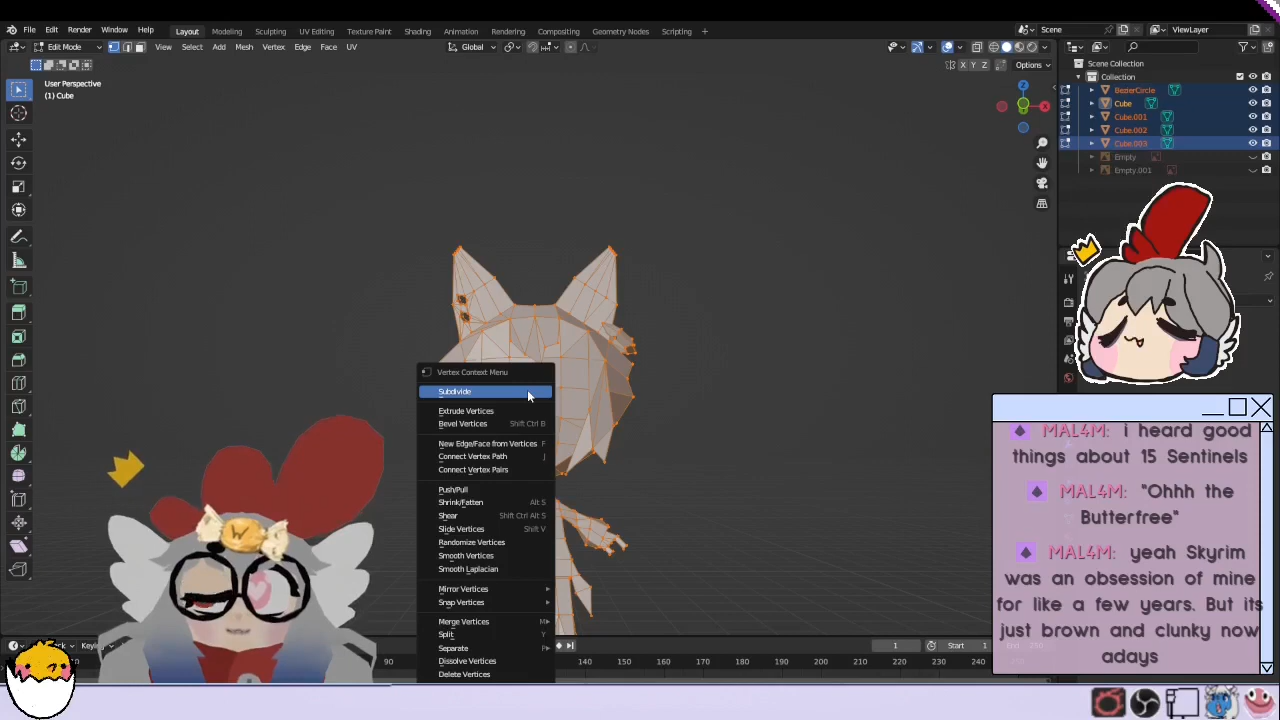 File Edit Render Window Help Layout Modeling Sculpting UV Editing Texture Paint Shading Animation Rendering Compositing Geometry Nodes Scripting + Scene ViewLayer
Edit Mode View Select Add Mesh Vertex Edge Face UV Global
X Y Z Options
User Perspective
(1) Cube
Scene Collection
Collection
BezierCircle
Cube
Cube.001
Cube.002
Cube.003
Empty
Empty.001
Vertex Context Menu
Subdivide
Extrude Vertices
Bevel Vertices Shift Ctrl B
New Edge/Face from Vertices F
Connect Vertex Path J
Connect Vertex Pairs
Push/Pull
Shrink/Fatten Alt S
Shear Shift Ctrl Alt S
Slide Vertices Shift V
Randomize Vertices
Smooth Vertices
Smooth Laplacian
Mirror Vertices
Snap Vertices
Merge Vertices M
Split Y
Separate P
Dissolve Vertices
Delete Vertices
1 Start 1
90 140 150 160 170 180 190 200 210 220 230 240
W
MAL4M: i heard good
things about 15 Sentinels
MAL4M: "Ohhh the
Butterfree"
MAL4M: yeah Skyrim
was an obsession of mine
for like a few years. But its
just brown and clunky now
adays